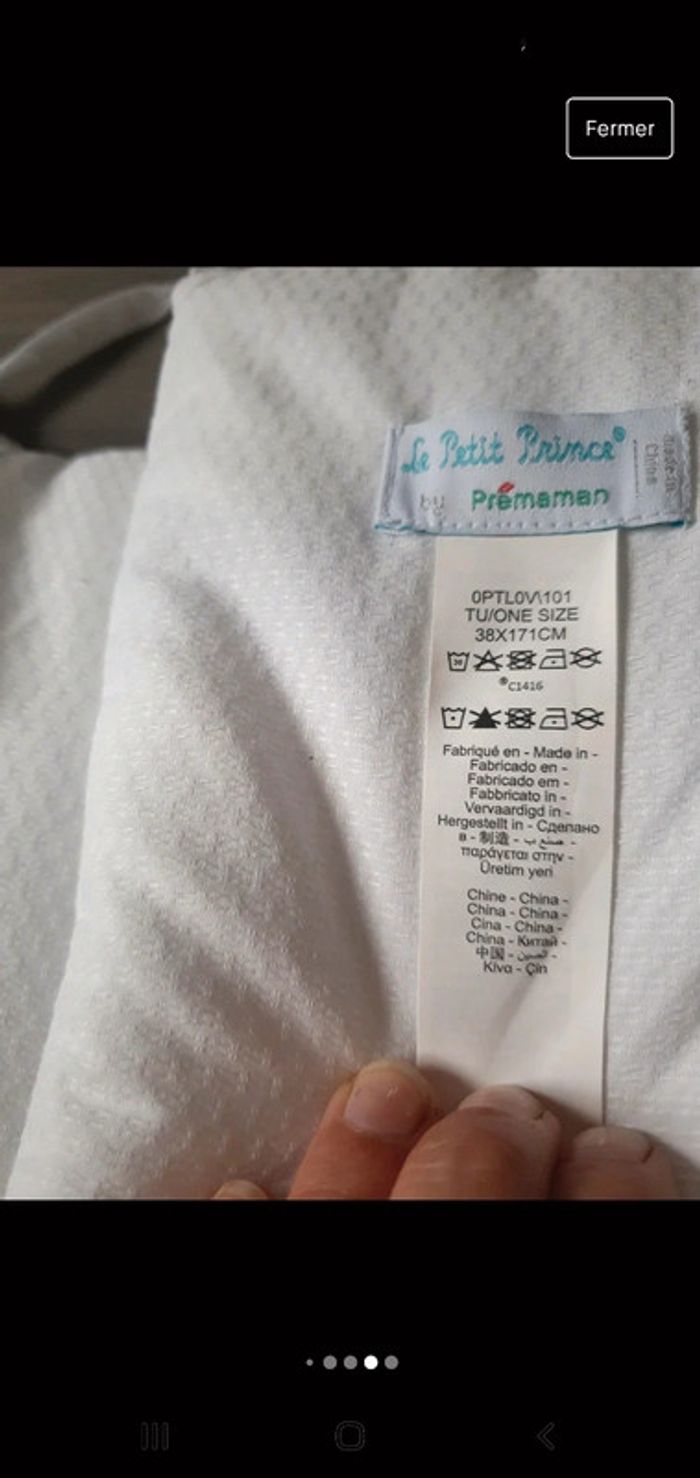 Fermer
Le Petit Prince®
by Prémaman
made in
China
0PTL0V\101
TU/ONE SIZE
38X171CM
30
®C1416
Fabriqué en - Made in -
Fabricado en -
Fabricado em -
Fabbricato in -
Vervaardigd in -
Hergestellt in - Сделано
в - 制造 - صنع ب -
παράγεται στην -
Üretim yeri
Chine - China -
China - China -
Cina - China -
China - Китай -
中国 - الصين -
Κίνα - Çin